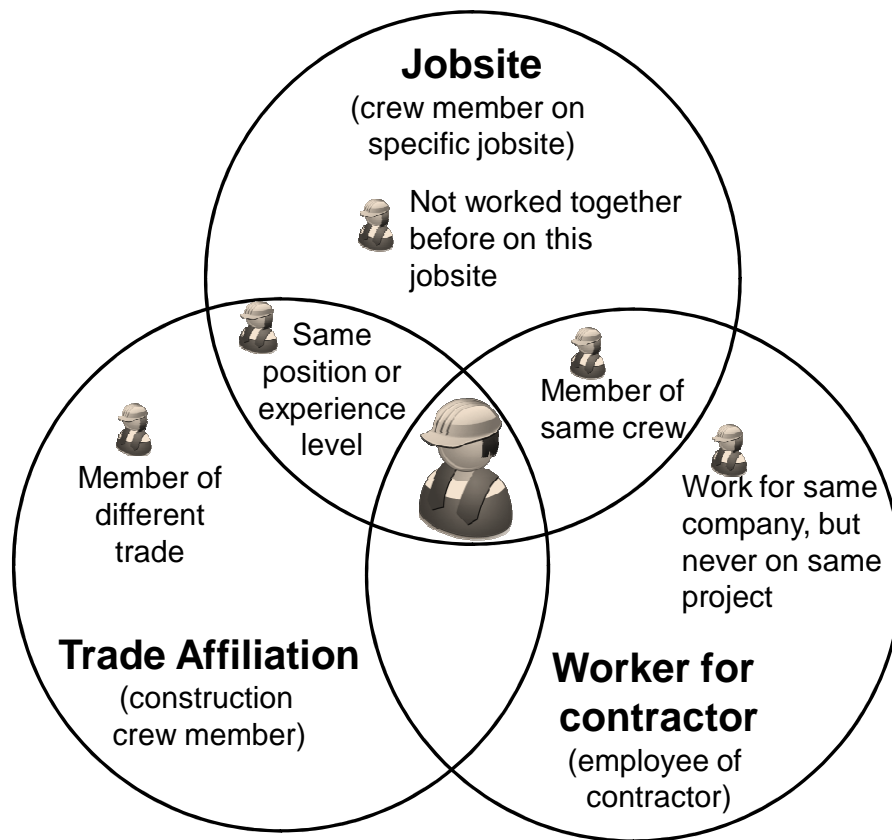 Jobsite
(crew member on
specific jobsite)
Not worked together
before on this
jobsite
Same
position or
experience
level
Member of
same crew
Member of
different
trade
Work for same
company, but
never on same
project
Trade Affiliation
(construction
crew member)
Worker for
contractor
(employee of
contractor)